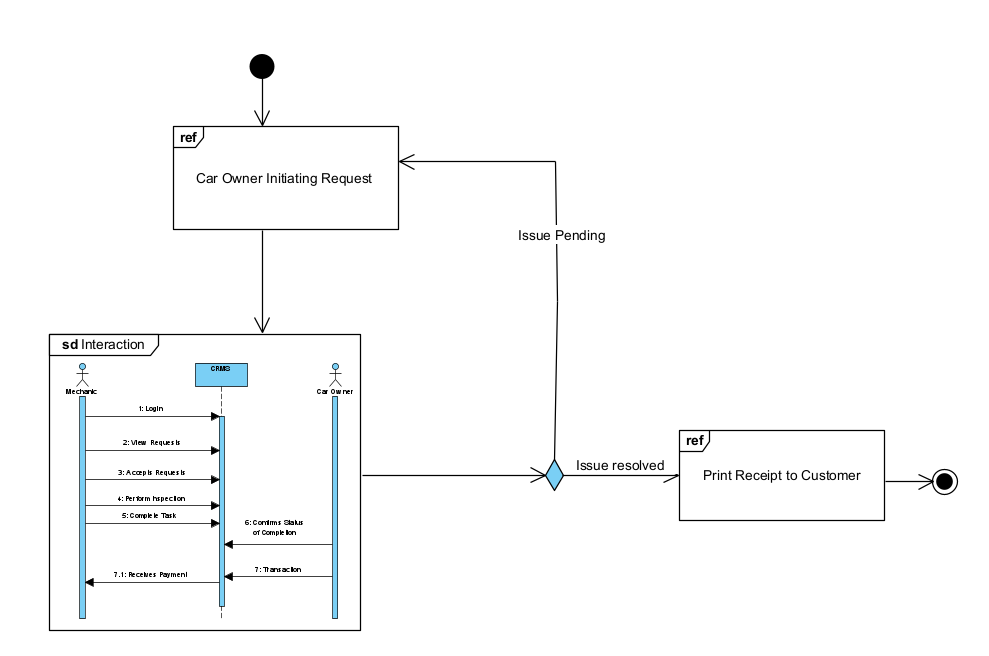 ref
Car Owner Initiating Request
Issue Pending
sd Interaction
CRMS
Mechanic
Car Owner
1: Login
2: View Requests
3: Accepts Requests
4: Perform Inspection
5: Complete Task
6: Confirms Status
of Completion
7: Transaction
7.1: Receives Payment
Issue resolved
ref
Print Receipt to Customer